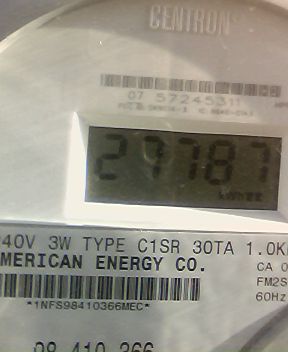 CENTRON®
07 57245311
27787
kWh
240V 3W TYPE C1SR 30TA 1.0K
AMERICAN ENERGY CO.
CA 0
FM2S
60Hz
*1NFS98410366MEC*
98 410 366